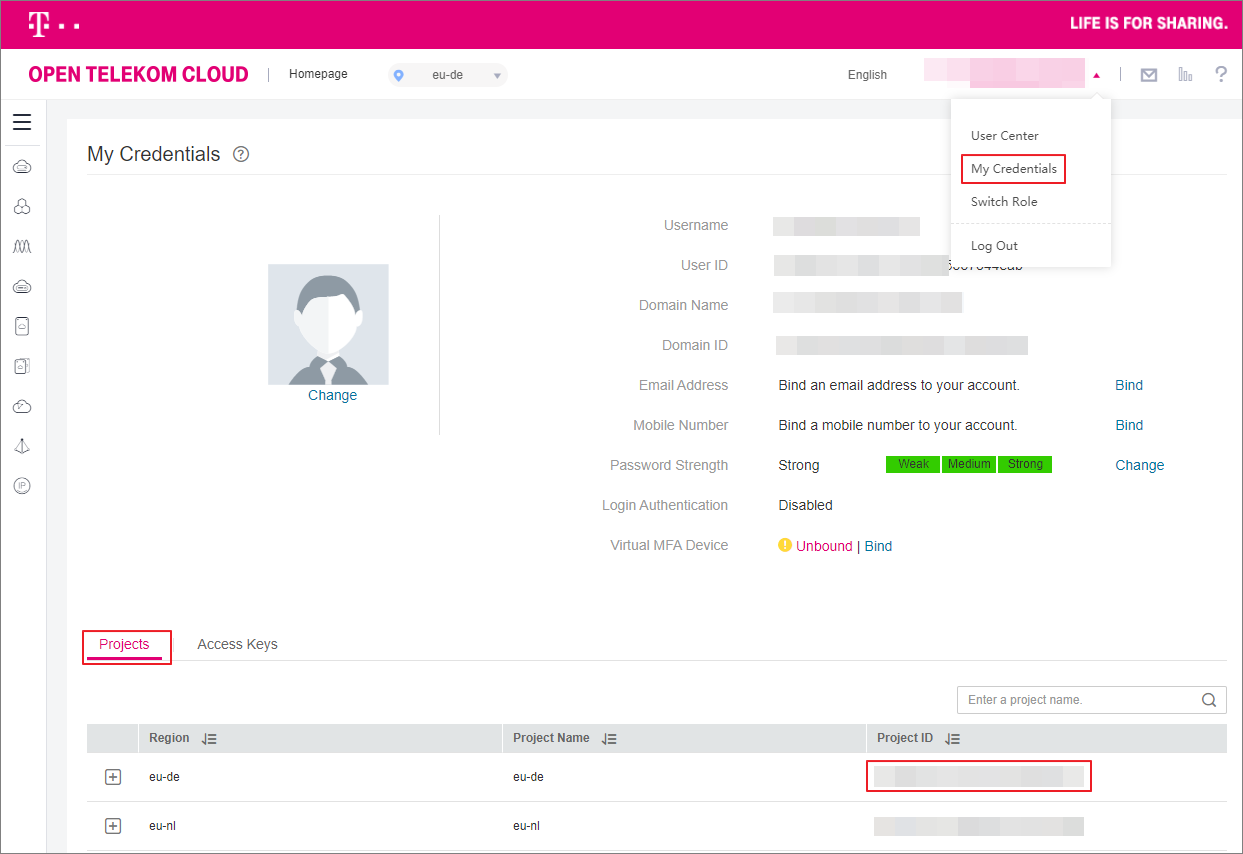 T
LIFE IS FOR SHARING.
OPEN TELEKOM CLOUD | Homepage eu-de English | ?
User Center
My Credentials
Switch Role
Log Out
My Credentials ?
Username
User ID
Domain Name
Domain ID
Change
Email Address Bind an email address to your account. Bind
Mobile Number Bind a mobile number to your account. Bind
Password Strength Strong Weak Medium Strong Change
Login Authentication Disabled
Virtual MFA Device ! Unbound | Bind
IP
Projects Access Keys
Enter a project name.
Region Project Name Project ID
eu-de eu-de
eu-nl eu-nl